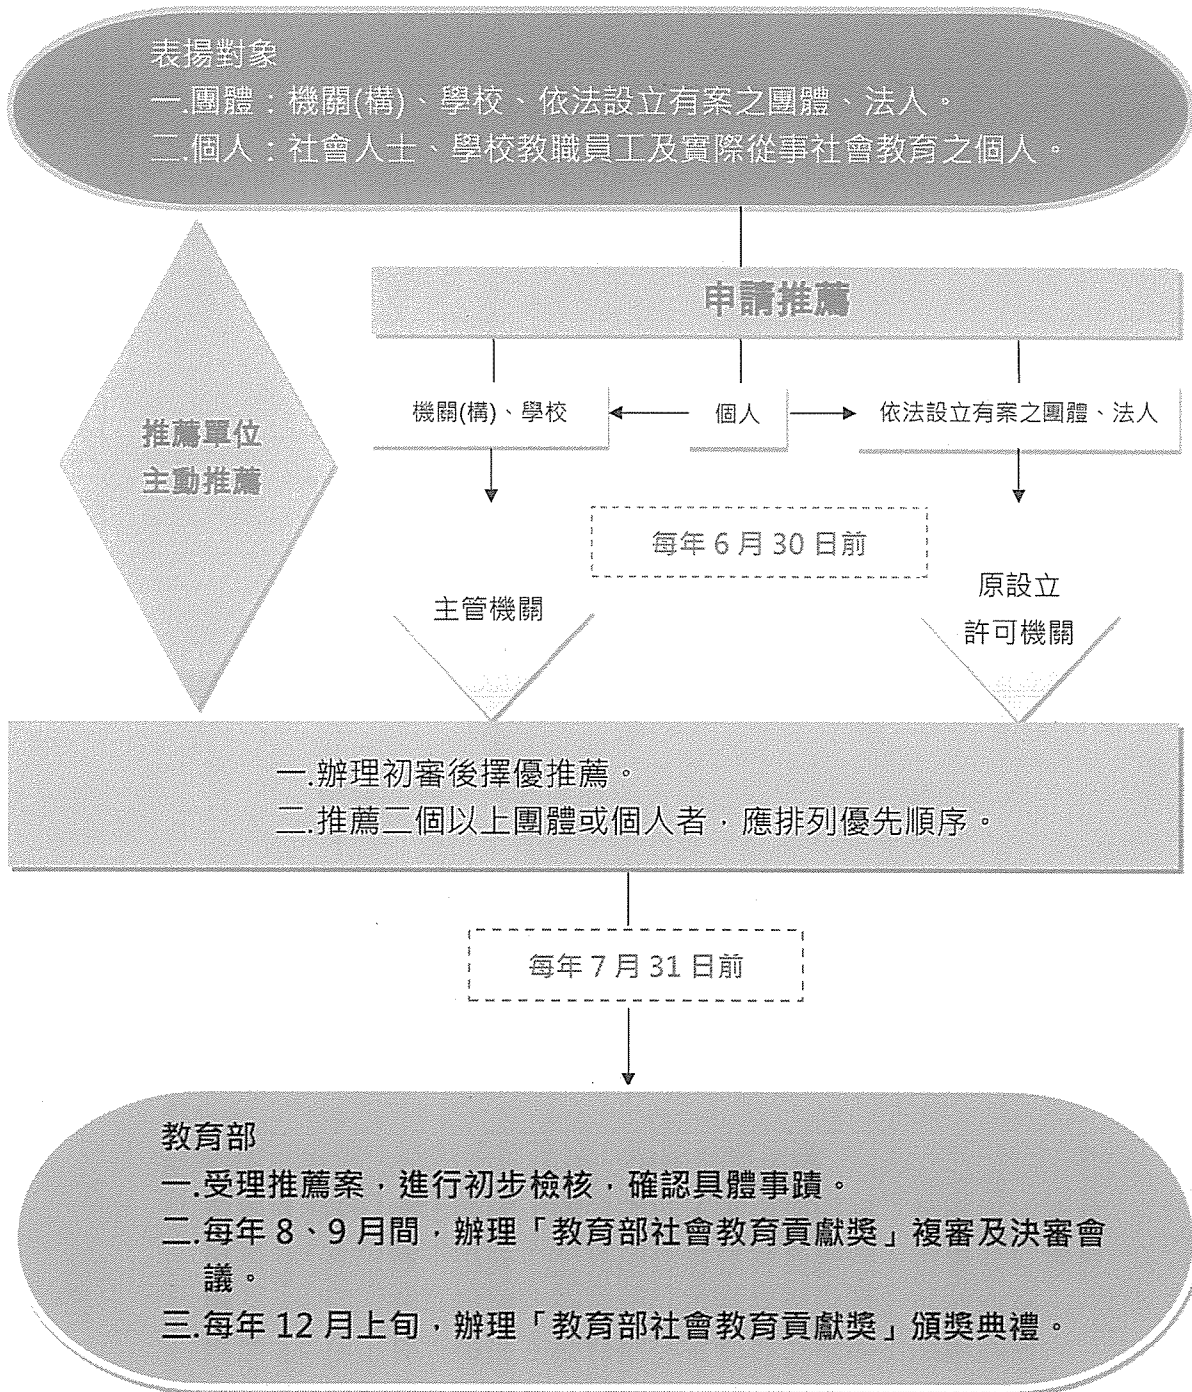 表揚對象
一.團體：機關(構)、學校、依法設立有案之團體、法人。
二.個人：社會人士、學校教職員工及實際從事社會教育之個人。
申請推薦
推薦單位
主動推薦
機關(構)、學校
個人
依法設立有案之團體、法人
每年 6 月 30 日前
主管機關
原設立
許可機關
一.辦理初審後擇優推薦。
二.推薦二個以上團體或個人者，應排列優先順序。
每年 7 月 31 日前
教育部
一.受理推薦案，進行初步檢核，確認具體事蹟。
二.每年 8、9 月間，辦理「教育部社會教育貢獻獎」複審及決審會
議。
三.每年 12 月上旬，辦理「教育部社會教育貢獻獎」頒獎典禮。